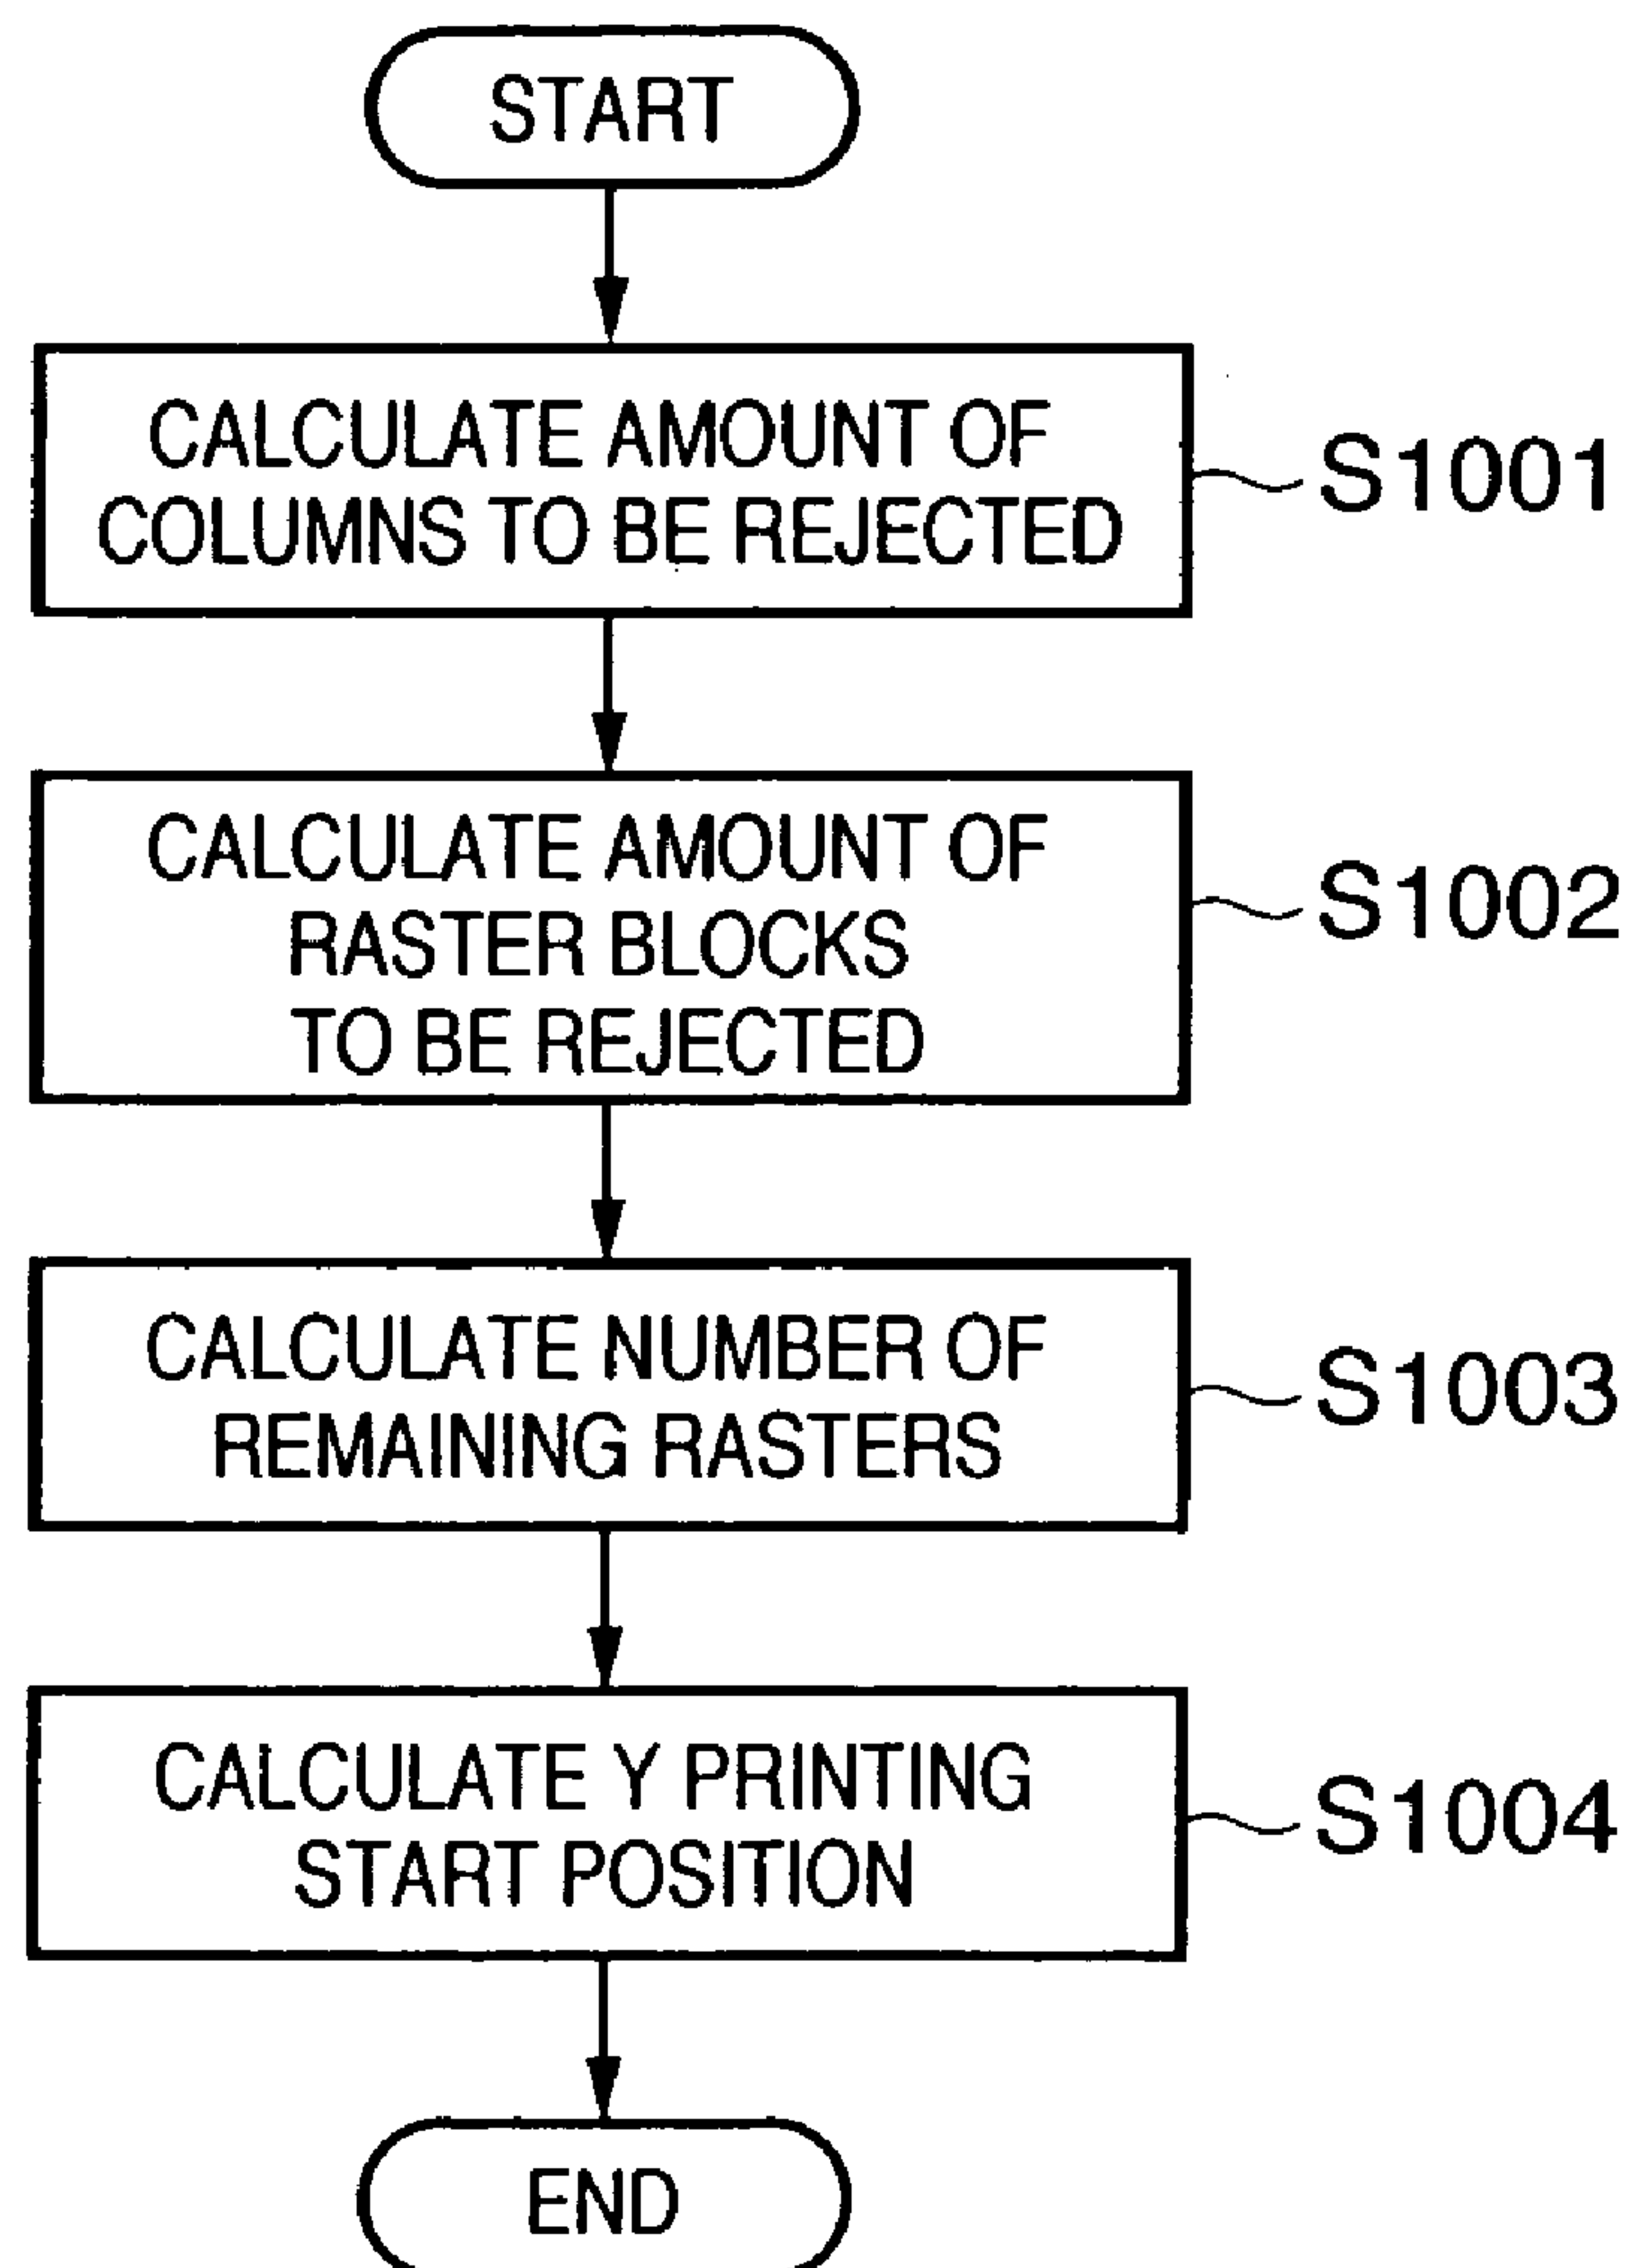 START
CALCULATE AMOUNT OF
COLUMNS TO BE REJECTED
S1001
CALCULATE AMOUNT OF
RASTER BLOCKS
TO BE REJECTED
S1002
CALCULATE NUMBER OF
REMAINING RASTERS
S1003
CALCULATE Y PRINTING
START POSITION
S1004
END